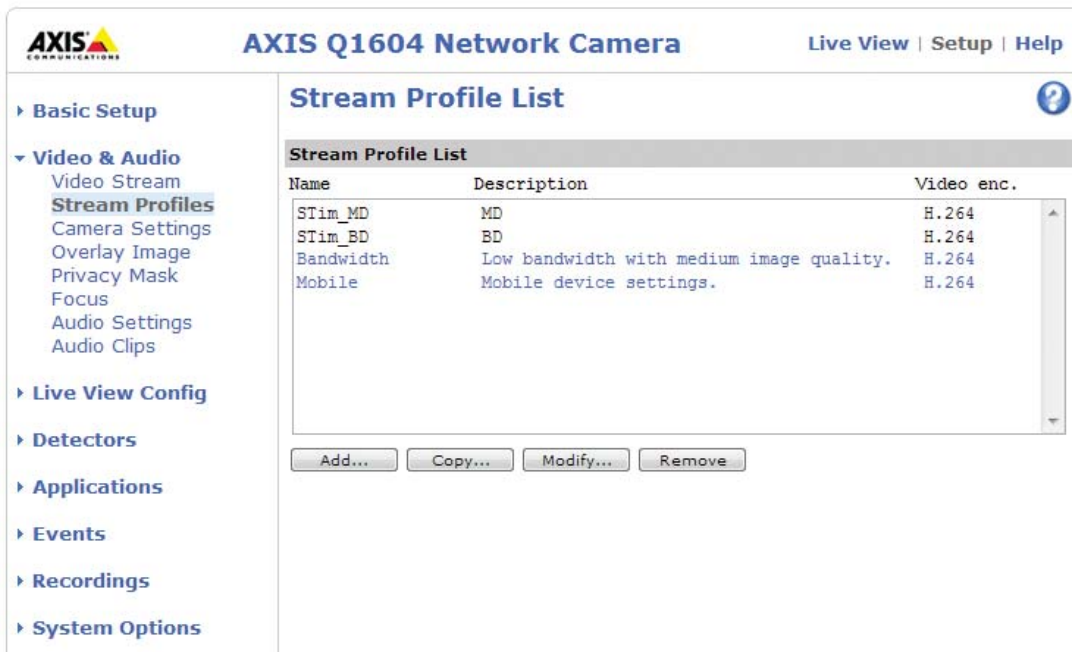 AXIS
COMMUNICATIONS
AXIS Q1604 Network Camera
Live View | Setup | Help
Basic Setup
Video & Audio
Video Stream
Stream Profiles
Camera Settings
Overlay Image
Privacy Mask
Focus
Audio Settings
Audio Clips
Live View Config
Detectors
Applications
Events
Recordings
System Options
Stream Profile List
?
Stream Profile List
Name Description Video enc.
STim_MD MD H.264
STim_BD BD H.264
Bandwidth Low bandwidth with medium image quality. H.264
Mobile Mobile device settings. H.264
Add... Copy... Modify... Remove